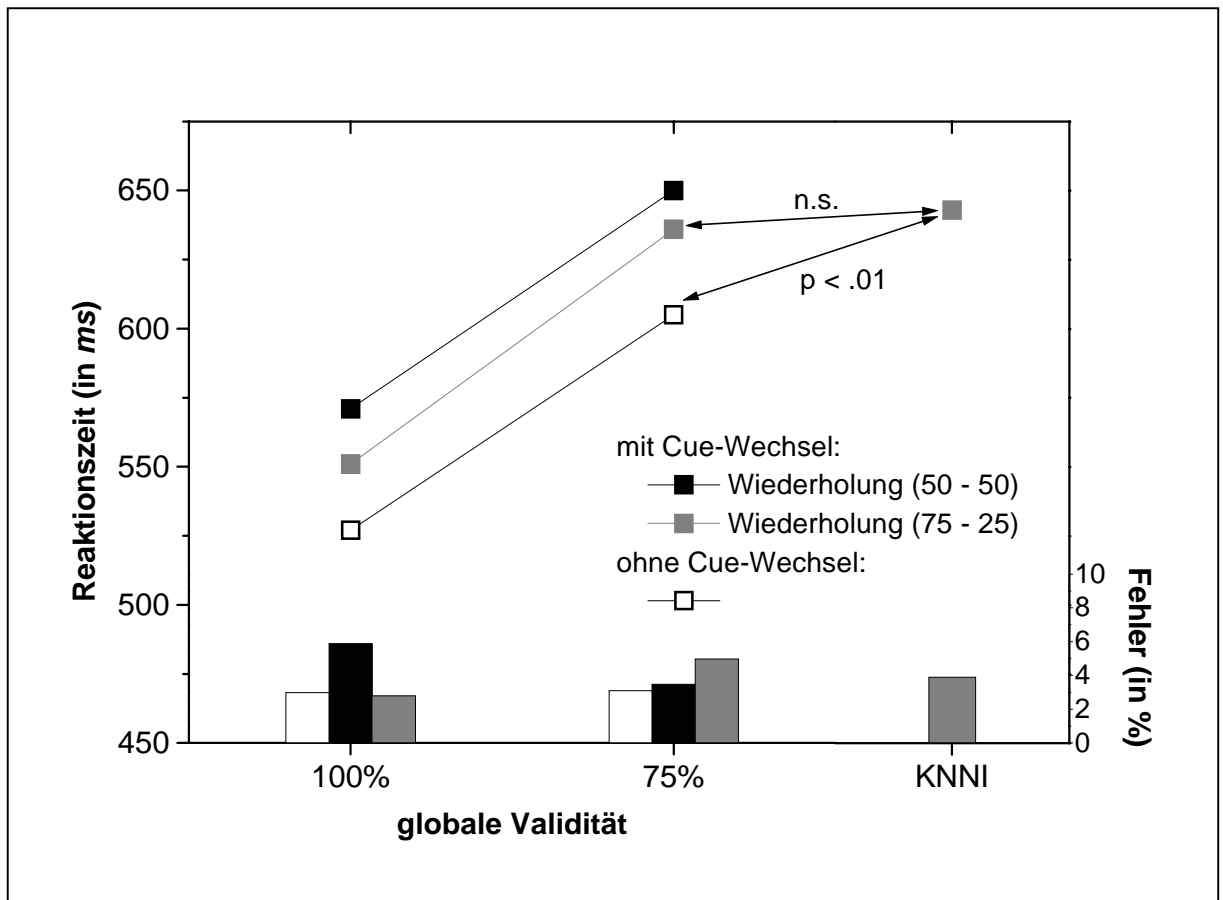 Reaktionszeit (in ms)
650
600
550
500
450
n.s.
p < .01
mit Cue-Wechsel:
Wiederholung (50 - 50)
Wiederholung (75 - 25)
ohne Cue-Wechsel:
10
8
6
4
2
0
Fehler (in %)
100%
75%
KNNI
globale Validität